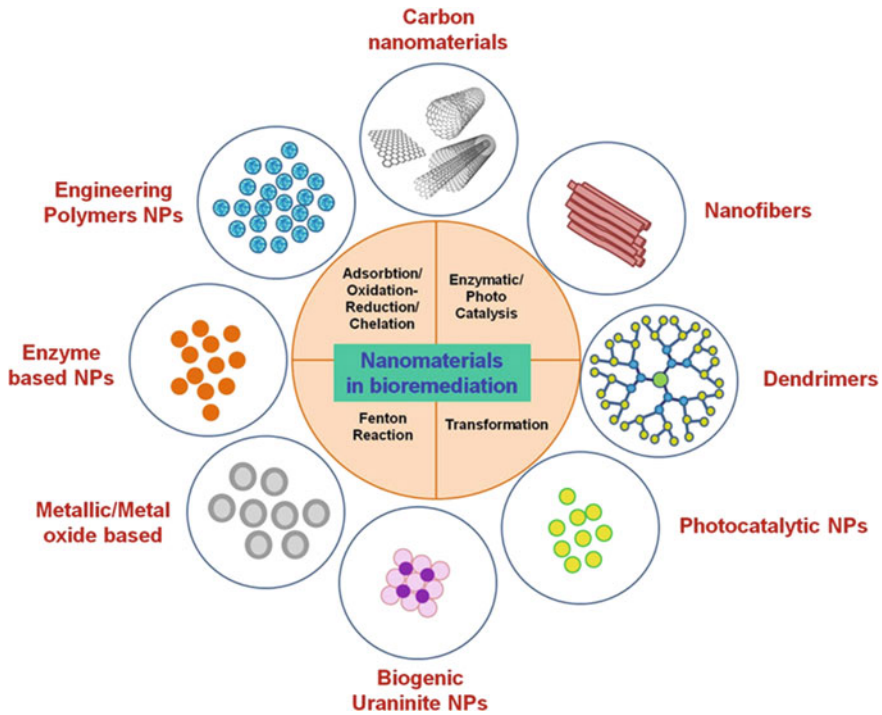 Carbon
nanomaterials
Engineering
Polymers NPs
Nanofibers
Adsorbtion/
Oxidation-
Reduction/
Chelation
Enzymatic/
Photo
Catalysis
Enzyme
based NPs
Nanomaterials
in bioremediation
Dendrimers
Fenton
Reaction
Transformation
Metallic/Metal
oxide based
Photocatalytic NPs
Biogenic
Uraninite NPs